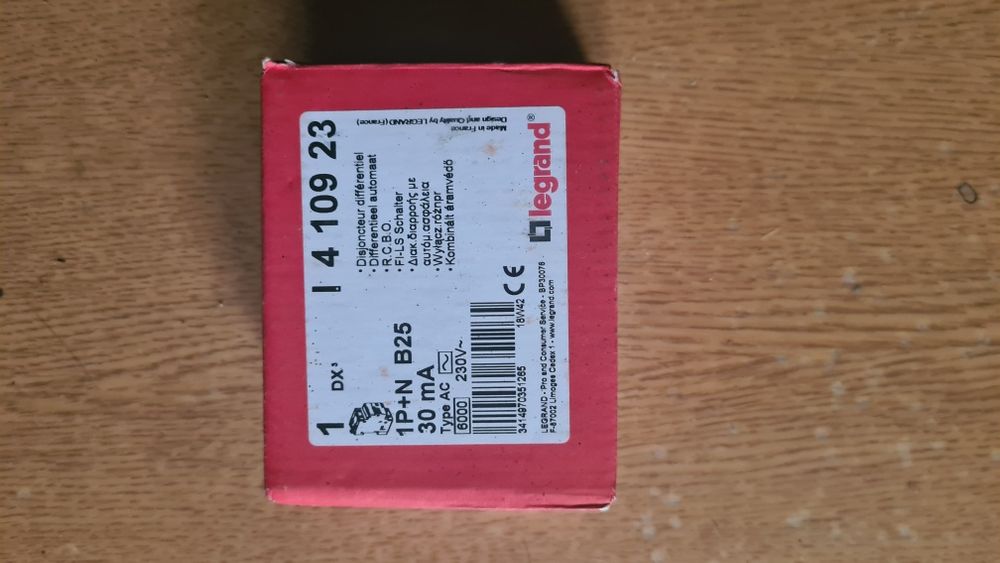 1
DX³
4 109 23
1P+N B25
30 mA
Type AC
6000 230V~
3414970351265
18W42
CE
• Disjoncteur différentiel
• Differentieel automaat
• R.C.B.O.
• FI-LS Schalter
• Διακ.διαρροής με
αυτόμ.ασφάλεια
• Wyłącz.różnpr
• Kombinált áramvédő
LEGRAND - Pro and Consumer Service - BP30076
F-87002 Limoges Cedex 1 - www.legrand.com
legrand®
Made in France
Design and Quality by LEGRAND (France)